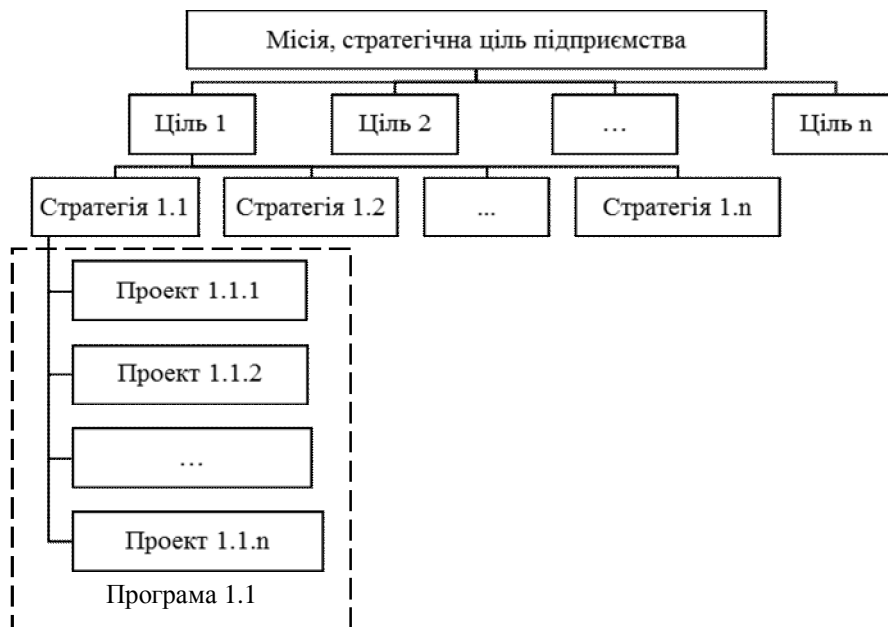 Місія, стратегічна ціль підприємства
Ціль 1
Ціль 2
…
Ціль n
Стратегія 1.1
Стратегія 1.2
...
Стратегія 1.n
Проект 1.1.1
Проект 1.1.2
…
Проект 1.1.n
Програма 1.1